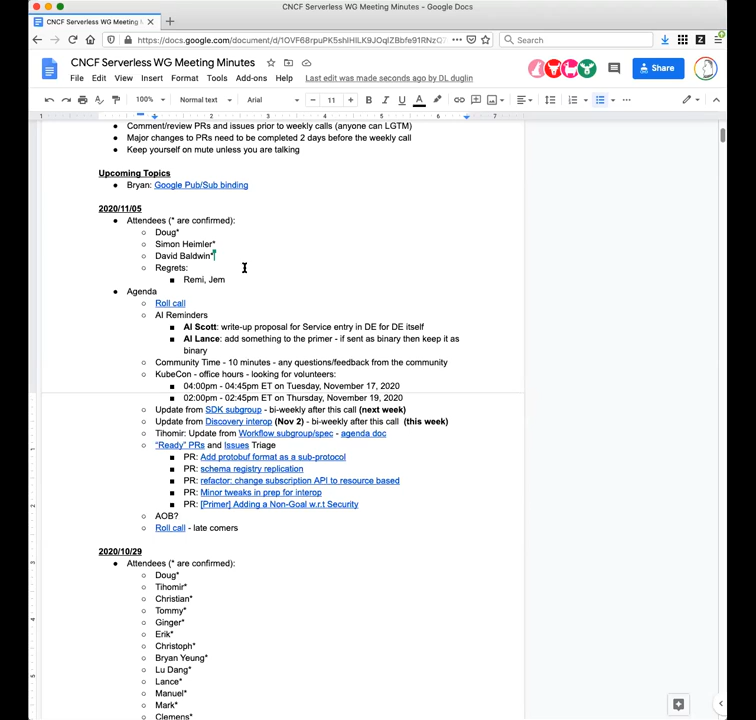 CNCF Serverless WG Meeting Minutes - Google Docs
CNCF Serverless WG Meeting
https://docs.google.com/document/d/
Search
CNCF Serverless WG Meeting Minutes
File Edit View Insert Format Tools Add-ons Help Last edit was made seconds ago by DL duglin
Share
100% Normal text Arial 11 B I U A
1 1 2 3 4 5 6 7
Comment/review PRs and issues prior to weekly calls (anyone can LGTM)
Major changes to PRs need to be completed 2 days before the weekly call
Keep yourself on mute unless you are talking
Upcoming Topics
Bryan: Google Pub/Sub binding
2020/11/05
Attendees (* are confirmed):
Doug*
Simon Heimler*
David Baldwin*
Regrets:
Remi, Jem
Agenda
Roll call
AI Reminders
AI Scott: write-up proposal for Service entry in DE for DE itself
AI Lance: add something to the primer - if sent as binary then keep it as
binary
Community Time - 10 minutes - any questions/feedback from the community
KubeCon - office hours - looking for volunteers:
04:00pm - 04:45pm ET on Tuesday, November 17, 2020
02:00pm - 02:45pm ET on Thursday, November 19, 2020
Update from SDK subgroup - bi-weekly after this call (next week)
Update from Discovery interop (Nov 2) - bi-weekly after this call (this week)
Tihomir: Update from Workflow subgroup/spec - agenda doc
“Ready” PRs and Issues Triage
PR: Add protobuf format as a sub-protocol
PR: schema registry replication
PR: refactor: change subscription API to resource based
PR: Minor tweaks in prep for interop
PR: [Primer] Adding a Non-Goal w.r.t Security
AOB?
Roll call - late comers
2020/10/29
Attendees (* are confirmed):
Doug*
Tihomir*
Christian*
Tommy*
Ginger*
Erik*
Christoph*
Bryan Yeung*
Lu Dang*
Lance*
Manuel*
Mark*
Clemens*